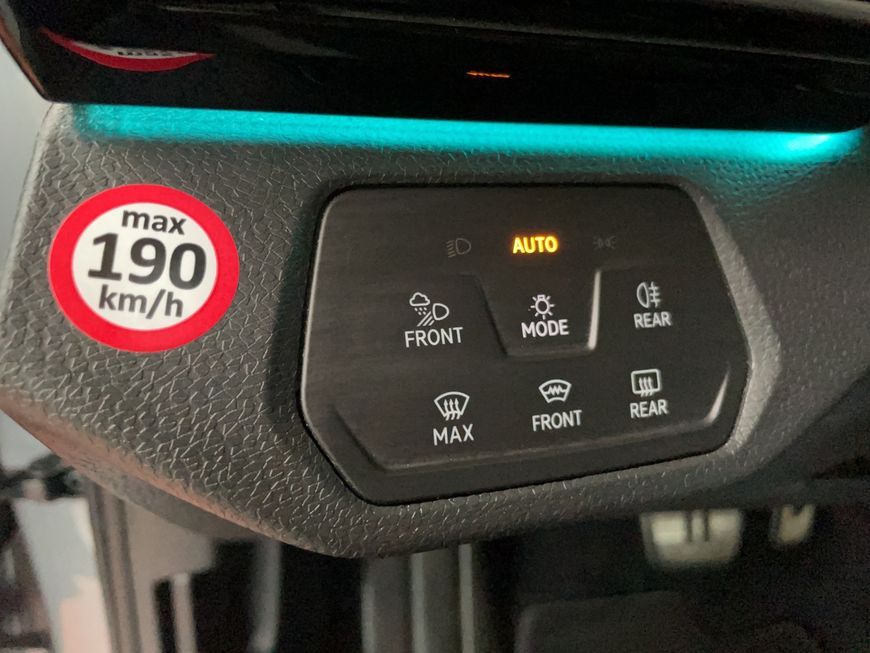 max
190
km/h
AUTO
FRONT
MODE
REAR
MAX
FRONT
REAR